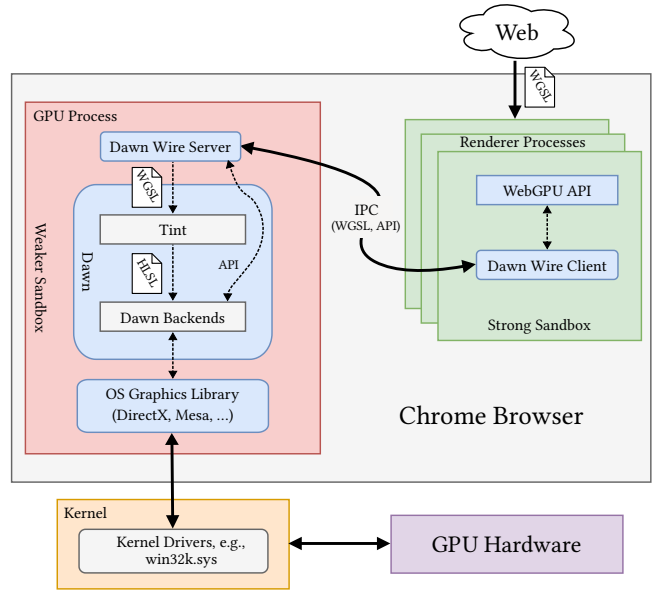 Web
WGSL
GPU Process
Dawn Wire Server
WGSL
Weaker Sandbox
Dawn
Tint
HLSL
API
Dawn Backends
OS Graphics Library
(DirectX, Mesa, ...)
IPC
(WGSL, API)
Renderer Processes
WebGPU API
Dawn Wire Client
Strong Sandbox
Chrome Browser
Kernel
Kernel Drivers, e.g.,
win32k.sys
GPU Hardware